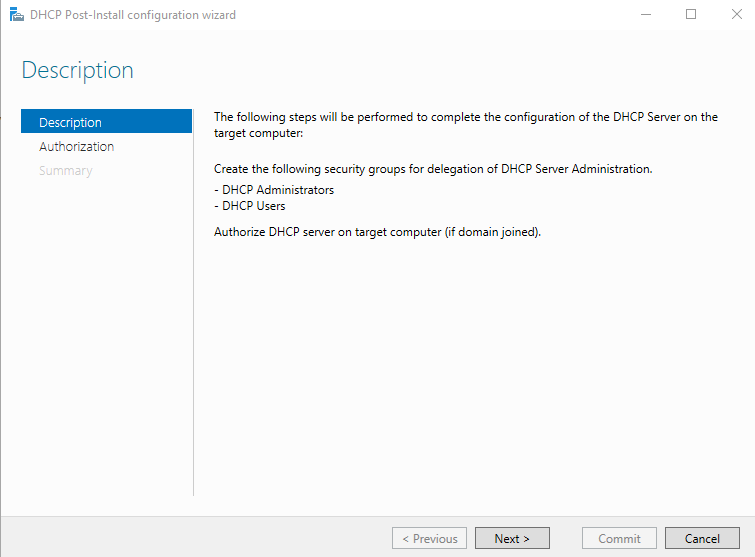 DHCP Post-Install configuration wizard
Description
Description
Authorization
Summary
The following steps will be performed to complete the configuration of the DHCP Server on the
target computer:
Create the following security groups for delegation of DHCP Server Administration.
- DHCP Administrators
- DHCP Users
Authorize DHCP server on target computer (if domain joined).
< Previous
Next >
Commit
Cancel